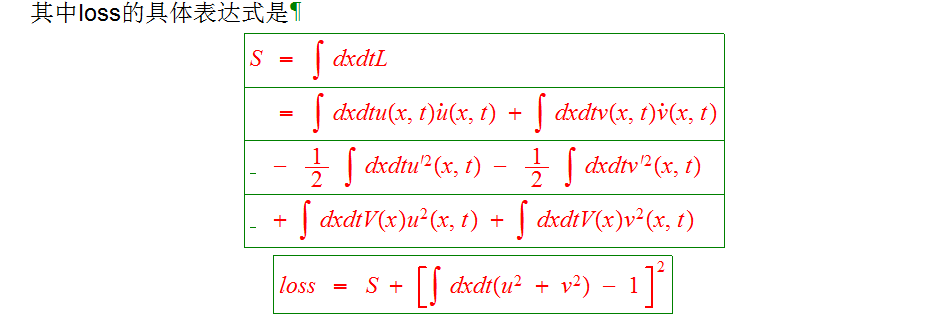 其中loss的具体表达式是¶
S = ∫ dxdtL
= ∫ dxdtu(x, t)u̇(x, t) + ∫ dxdtv(x, t)v̇(x, t)
_ − 1/2 ∫ dxdtu′²(x, t) − 1/2 ∫ dxdtv′²(x, t)
_ + ∫ dxdtV(x)u²(x, t) + ∫ dxdtV(x)v²(x, t)
loss = S + [∫ dxdt(u² + v²) − 1]²